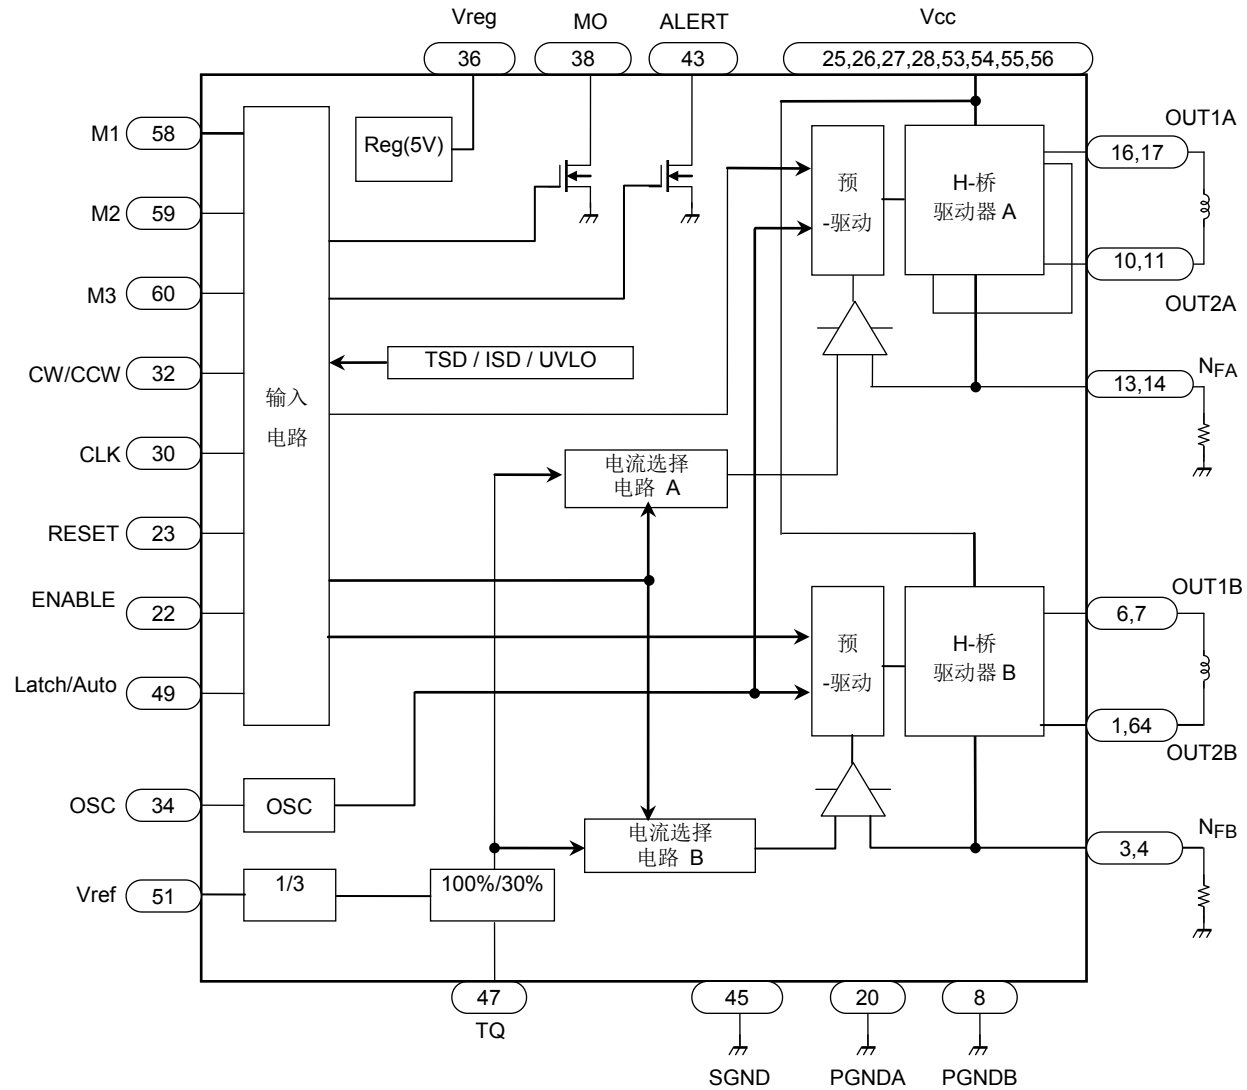 Vreg
MO
ALERT
Vcc
36
38
43
25,26,27,28,53,54,55,56
M1
58
Reg(5V)
OUT1A
16,17
预
-驱动
H-桥
驱动器 A
M2
59
10,11
OUT2A
M3
60
TSD / ISD / UVLO
CW/CCW
32
NFA
13,14
输入
电路
CLK
30
电流选择
电路 A
RESET
23
ENABLE
22
OUT1B
6,7
预
-驱动
H-桥
驱动器 B
Latch/Auto
49
1,64
OUT2B
OSC
34
OSC
电流选择
电路 B
NFB
3,4
Vref
51
1/3
100%/30%
47
45
20
8
TQ
SGND
PGNDA
PGNDB